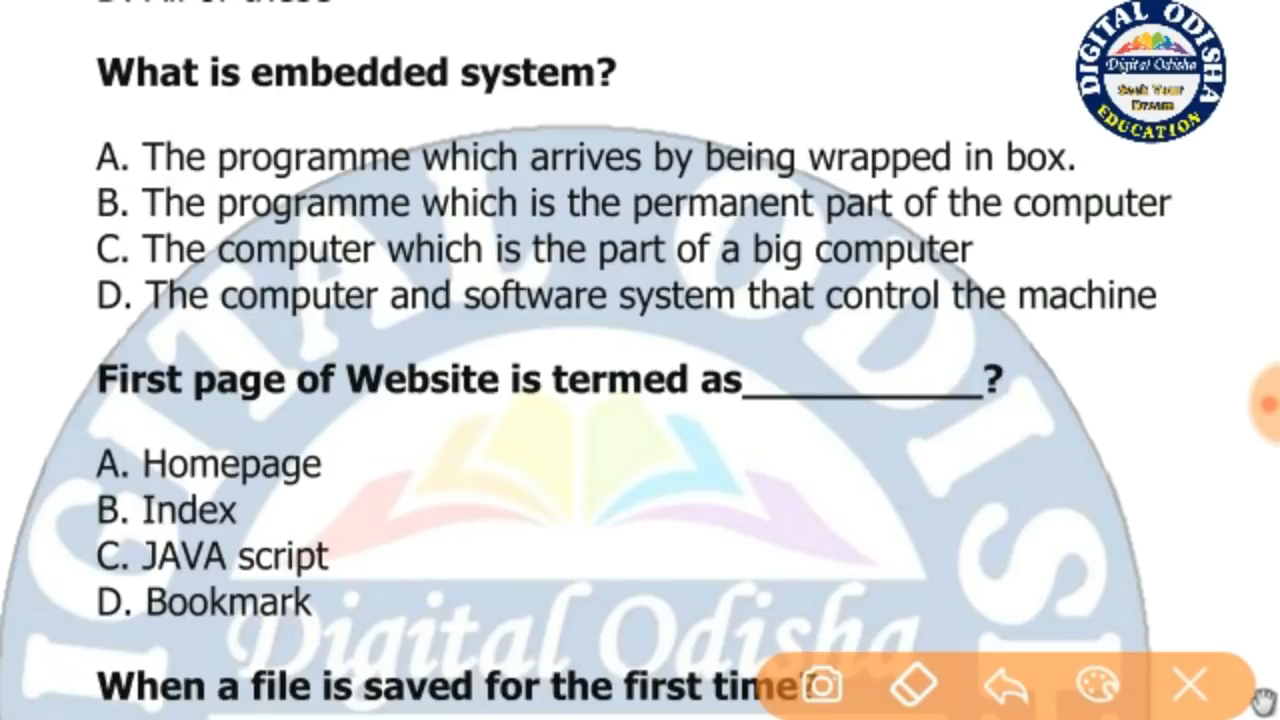 What is embedded system?
DIGITAL ODISHA
Digital Odisha
Seek Your
Dream
EDUCATION
A. The programme which arrives by being wrapped in box.
B. The programme which is the permanent part of the computer
C. The computer which is the part of a big computer
D. The computer and software system that control the machine
First page of Website is termed as___________?
A. Homepage
B. Index
C. JAVA script
D. Bookmark
Digital Odisha
When a file is saved for the first time?